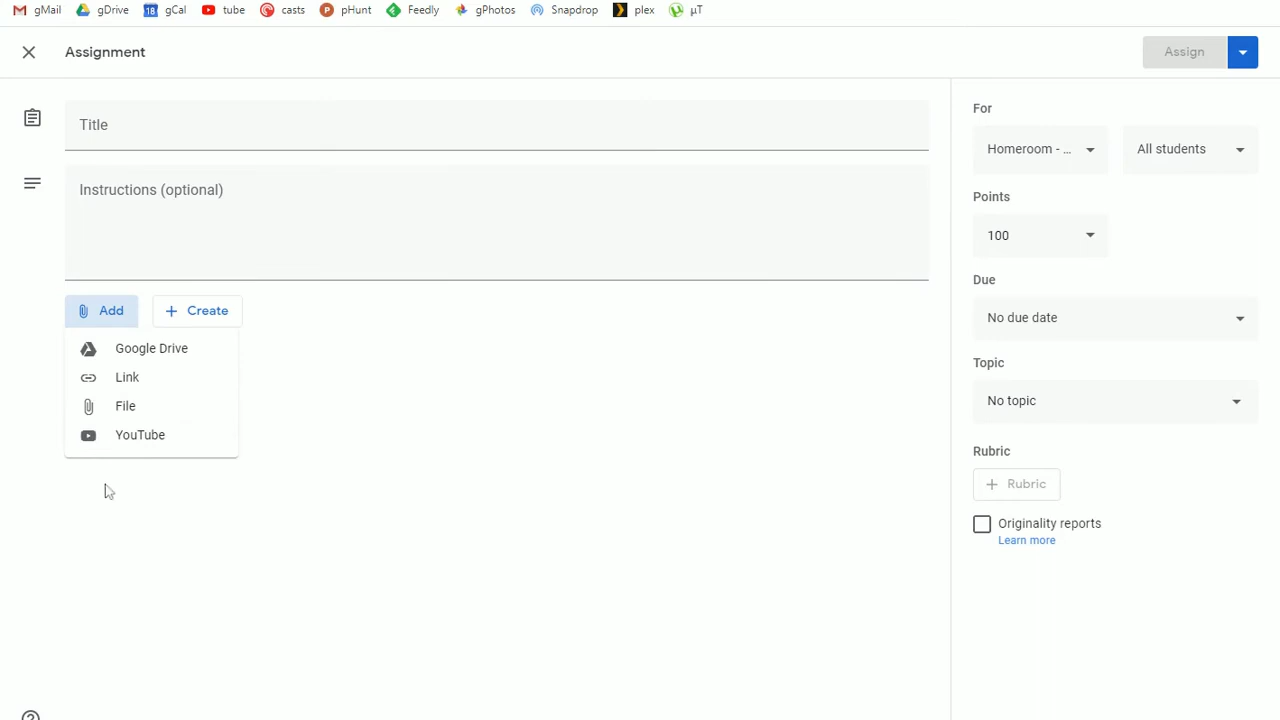 gMail gDrive 18 gCal tube casts pHunt Feedly gPhotos Snapdrop plex µT
Assignment
Assign
Title
Instructions (optional)
Add
Create
Google Drive
Link
File
YouTube
For
Homeroom - ...
All students
Points
100
Due
No due date
Topic
No topic
Rubric
Rubric
Originality reports
Learn more